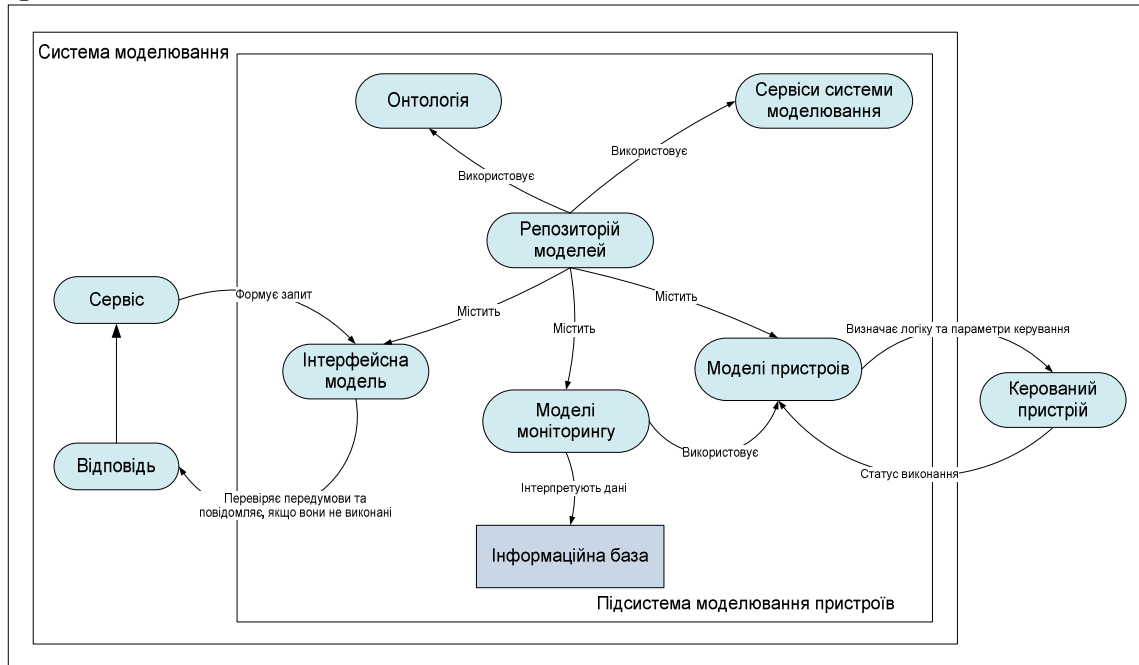 Система моделювання
Онтологія
Сервіси системи
моделювання
Використовує
Використовує
Репозиторій
моделей
Сервіс
Формує запит
Містить
Містить
Містить
Визначає логіку та параметри керування
Інтерфейсна
модель
Моделі пристроїв
Керований
пристрій
Моделі
моніторингу
Використовує
Відповідь
Статус виконання
Перевіряє передумови та
повідомляє, якщо вони не виконані
Інтерпретують дані
Інформаційна база
Підсистема моделювання пристроїв